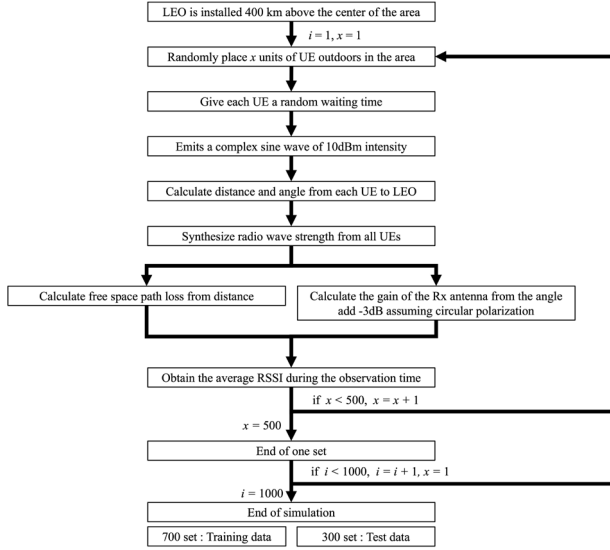 LEO is installed 400 km above the center of the area
i = 1, x = 1
Randomly place x units of UE outdoors in the area
Give each UE a random waiting time
Emits a complex sine wave of 10dBm intensity
Calculate distance and angle from each UE to LEO
Synthesize radio wave strength from all UEs
Calculate free space path loss from distance
Calculate the gain of the Rx antenna from the angle
add -3dB assuming circular polarization
Obtain the average RSSI during the observation time
if x < 500, x = x + 1
x = 500
End of one set
if i < 1000, i = i + 1, x = 1
i = 1000
End of simulation
700 set : Training data
300 set : Test data